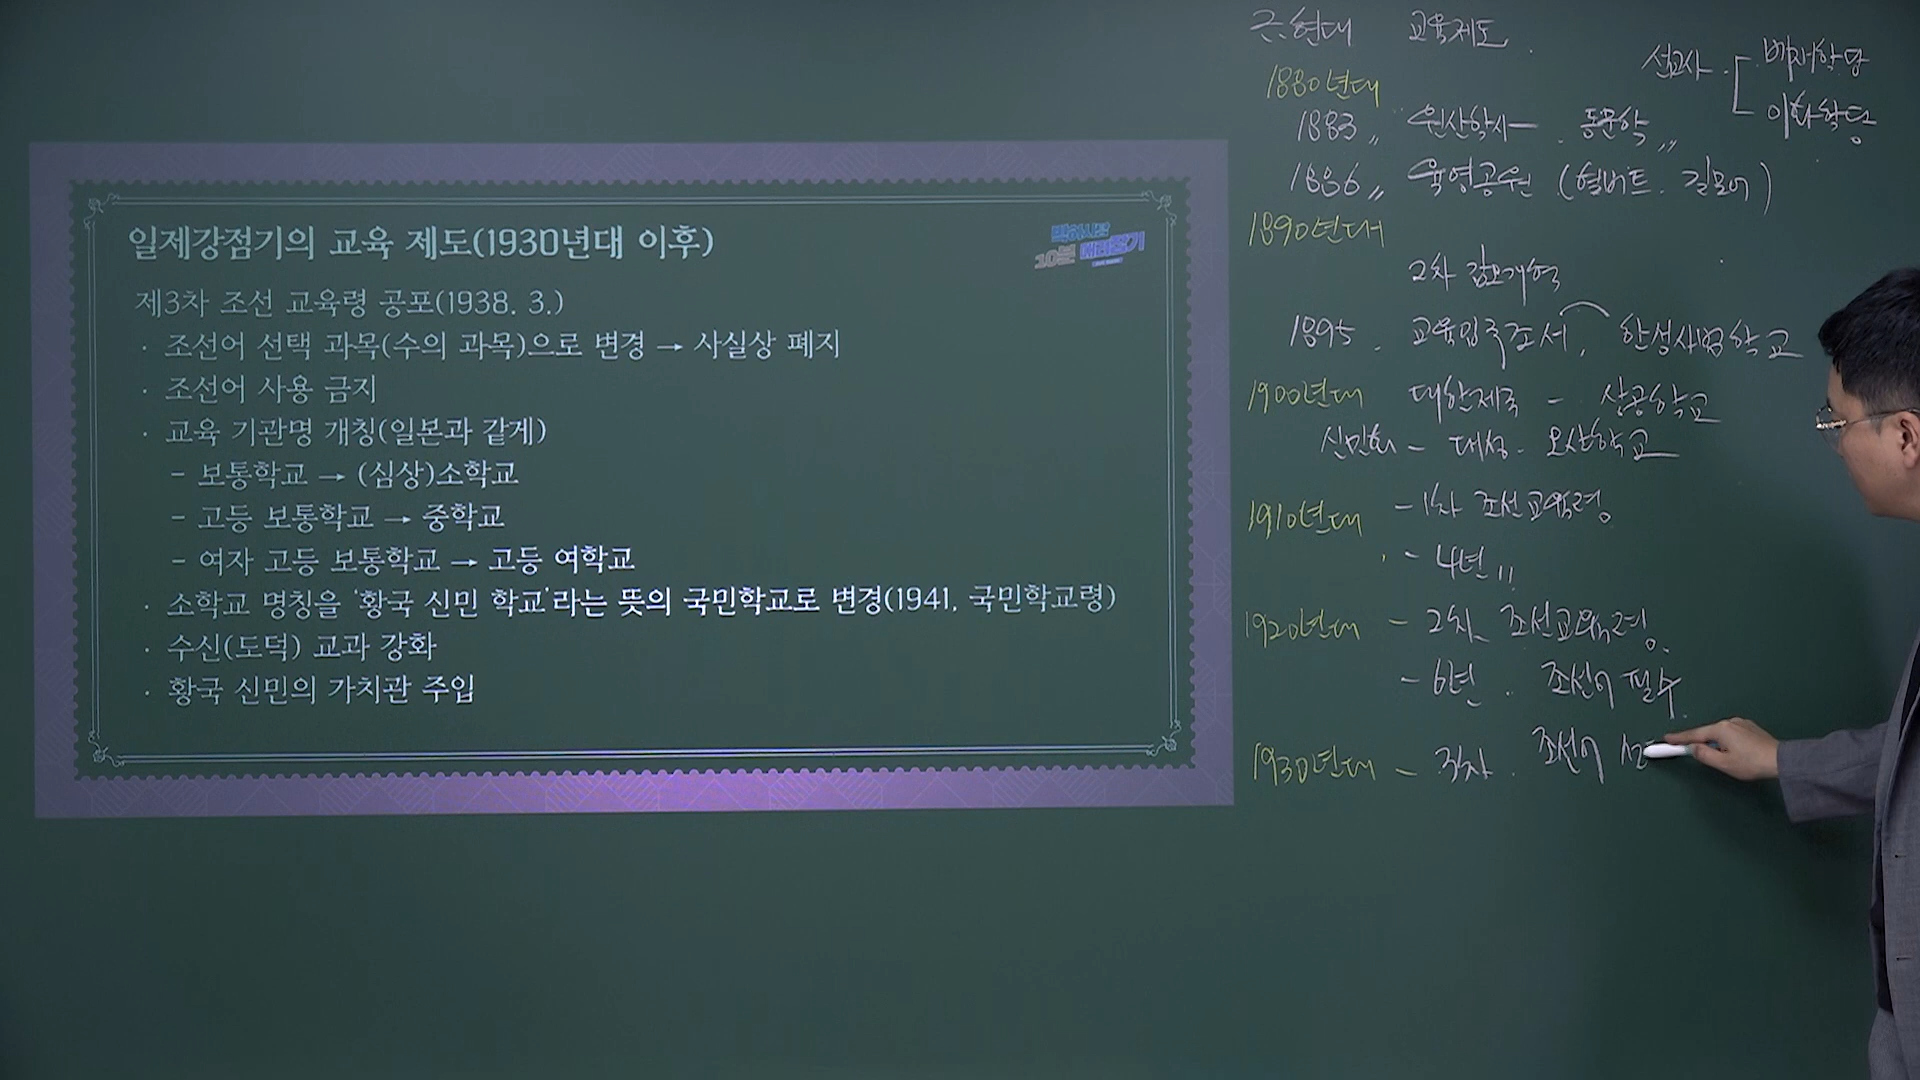 일제강점기의 교육 제도(1930년대 이후)
10분
제3차 조선 교육령 공포(1938. 3.)
· 조선어 선택 과목(수의 과목)으로 변경 → 사실상 폐지
· 조선어 사용 금지
· 교육 기관명 개칭(일본과 같게)
- 보통학교 → (심상)소학교
- 고등 보통학교 → 중학교
- 여자 고등 보통학교 → 고등 여학교
· 소학교 명칭을 '황국 신민 학교'라는 뜻의 국민학교로 변경(1941, 국민학교령)
· 수신(도덕) 교과 강화
· 황국 신민의 가치관 주입
근.현대 교육제도.
선교사 배재학당
이화학당
1880년대
1883 〃 원산학사 . 동문학 〃
1886 〃 육영공원 (헐버트. 길모어)
1890년대
2차 갑오개혁
1895. 교육입국조서, 한성사범학교
1900년대 대한제국 - 상공학교
신민회 - 대성. 오산학교
1910년대 - 1차 조선교육령
- 4년 〃
1920년대 - 2차 조선교육령.
- 6년. 조선어 필수.
1930년대 - 3차. 조선어